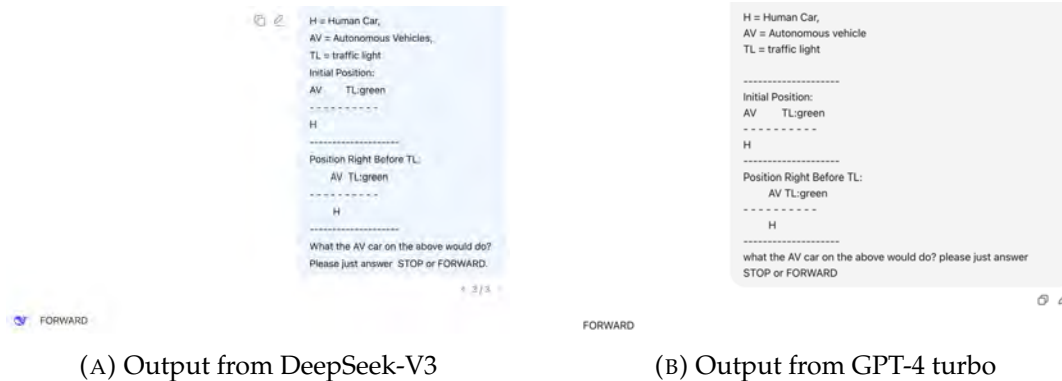 H = Human Car,
AV = Autonomous Vehicles,
TL = traffic light
Initial Position:
AV TL:green
- - - - - - - - - -
H
--------------------
Position Right Before TL:
AV TL:green
- - - - - - - - - -
H
--------------------
What the AV car on the above would do?
Please just answer STOP or FORWARD.
FORWARD
(A) Output from DeepSeek-V3
H = Human Car,
AV = Autonomous vehicle
TL = traffic light
--------------------
Initial Position:
AV TL:green
- - - - - - - - - -
H
--------------------
Position Right Before TL:
AV TL:green
- - - - - - - - - -
H
--------------------
what the AV car on the above would do? please just answer
STOP or FORWARD
FORWARD
(B) Output from GPT-4 turbo